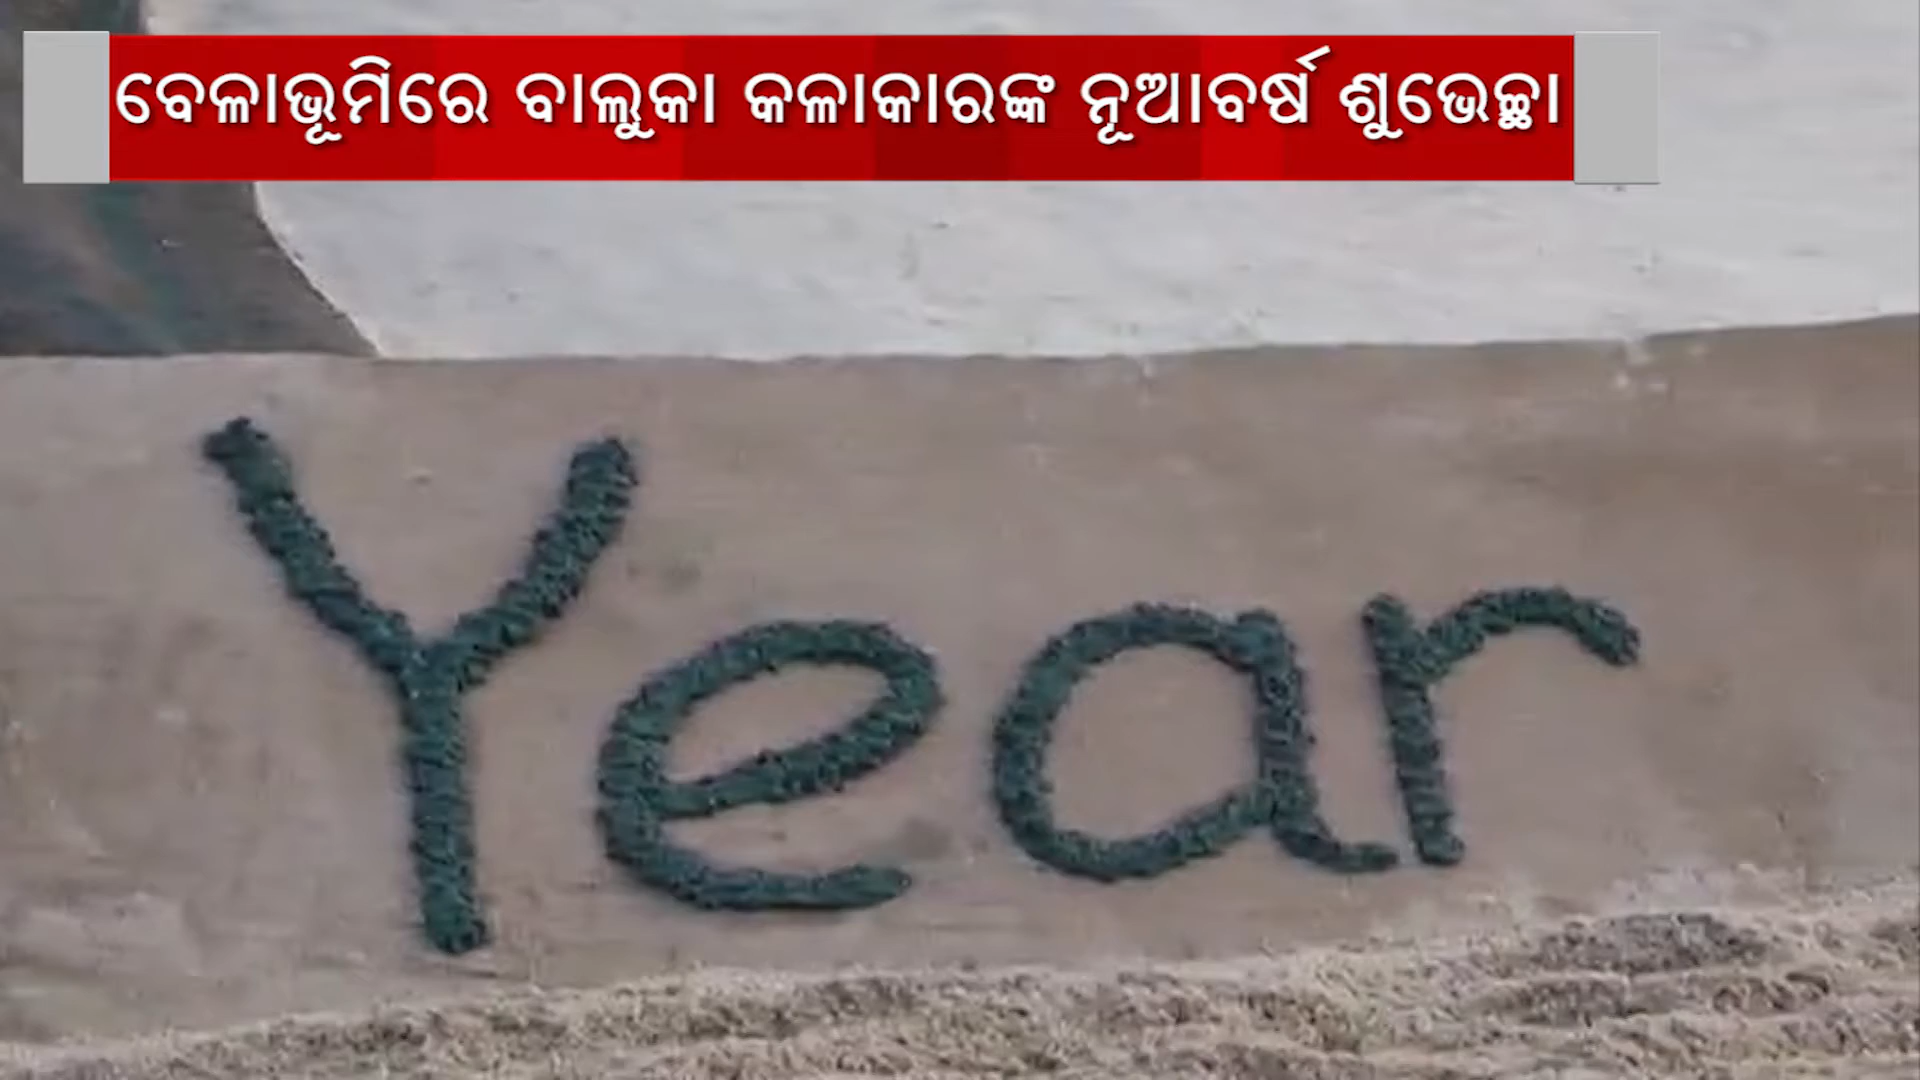 ବେଳାଭୂମିରେ ବାଲୁକା କଳାକାରଙ୍କ ନୂଆବର୍ଷ ଶୁଭେଚ୍ଛା
Year